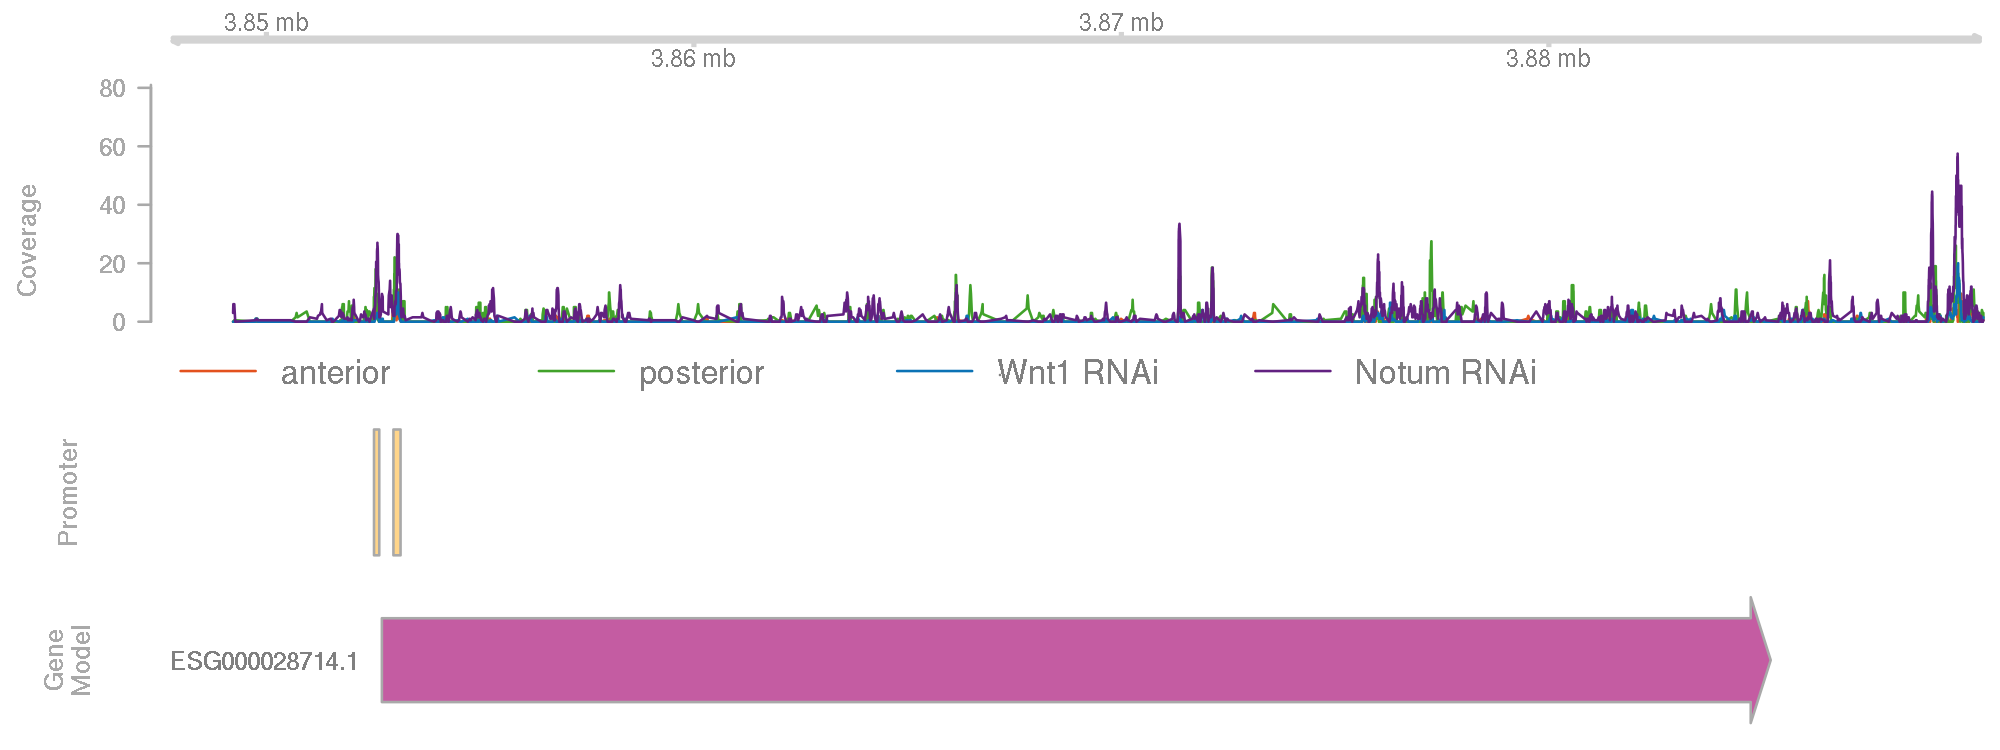 3.85 mb
3.87 mb
3.86 mb
3.88 mb
80
60
40
20
0
Coverage
anterior
posterior
Wnt1 RNAi
Notum RNAi
Promoter
Gene
Model
ESG000028714.1